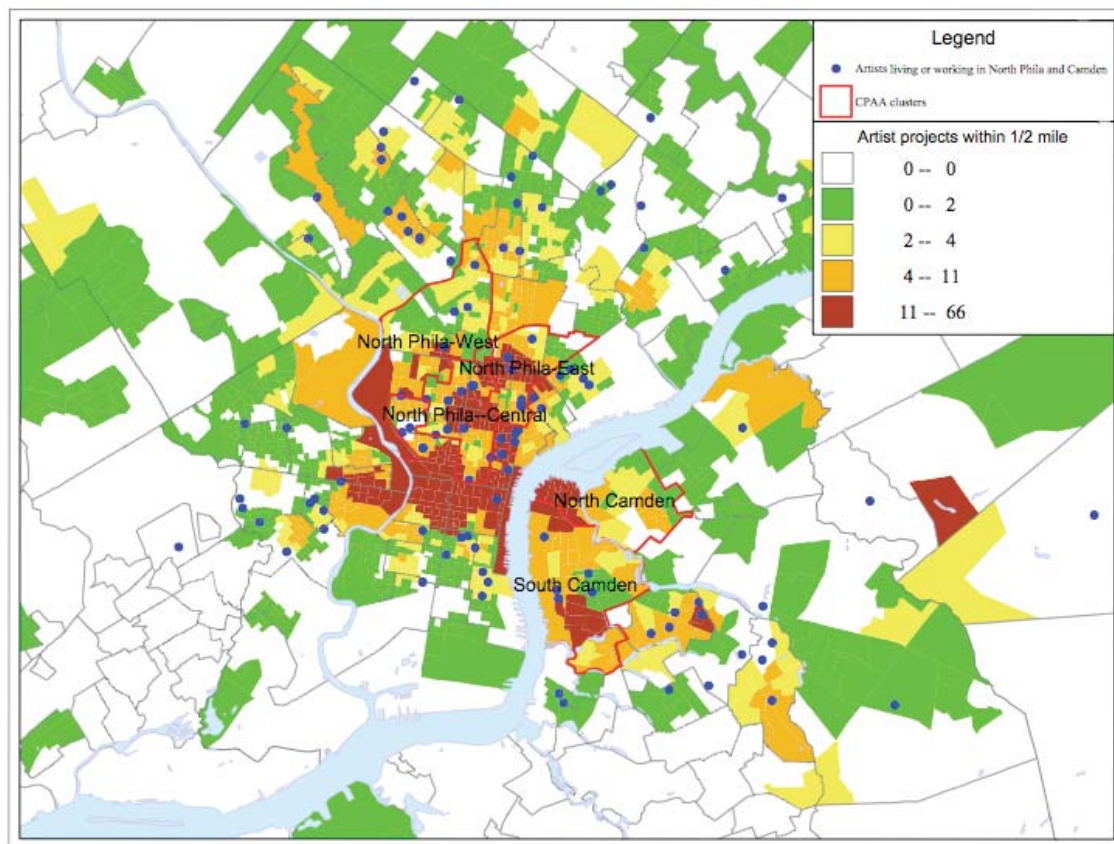 Legend
Artists living or working in North Phila and Camden
CPAA clusters
Artist projects within 1/2 mile
0 -- 0
0 -- 2
2 -- 4
4 -- 11
11 -- 66
North Phila-West
North Phila-East
North Phila--Central
North Camden
South Camden